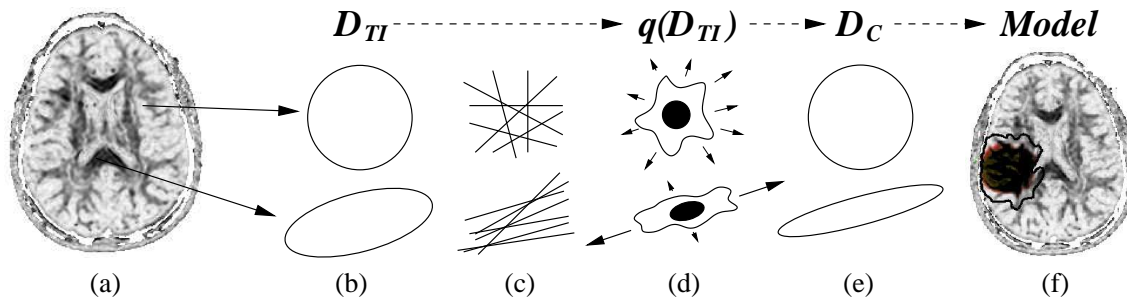 D_TI q(D_TI) D_C Model
(a) (b) (c) (d) (e) (f)